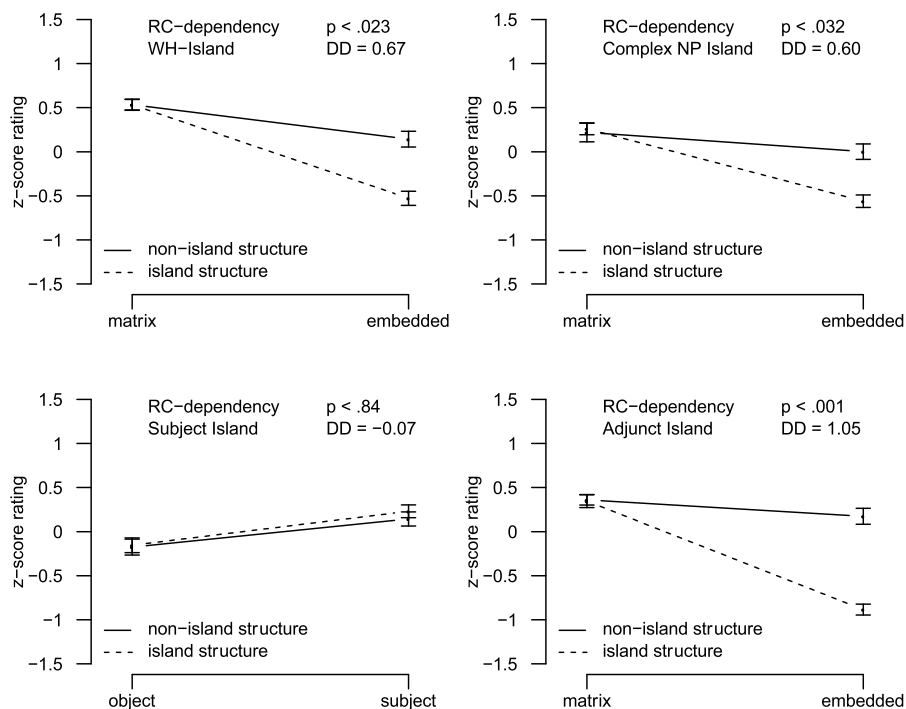 RC−dependency p < .023
WH−Island DD = 0.67
1.5
1
0.5
0
−0.5
−1
−1.5
z−score rating
non−island structure
island structure
matrix embedded
RC−dependency p < .032
Complex NP Island DD = 0.60
1.5
1
0.5
0
−0.5
−1
−1.5
z−score rating
non−island structure
island structure
matrix embedded
RC−dependency p < .84
Subject Island DD = −0.07
1.5
1
0.5
0
−0.5
−1
−1.5
z−score rating
non−island structure
island structure
object subject
RC−dependency p < .001
Adjunct Island DD = 1.05
1.5
1
0.5
0
−0.5
−1
−1.5
z−score rating
non−island structure
island structure
matrix embedded